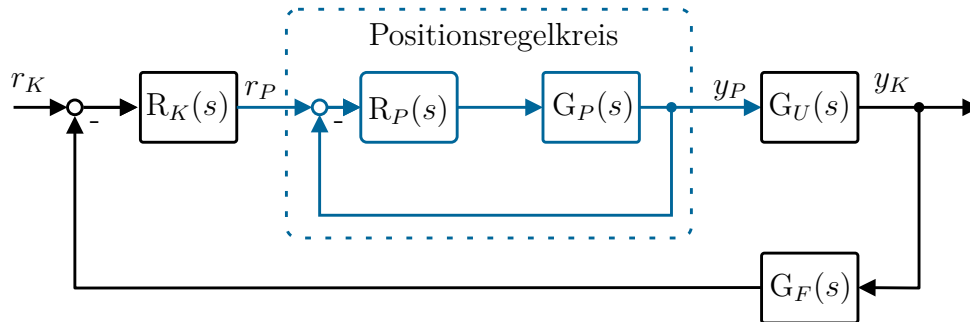 Positionsregelkreis
r_K
R_K(s)
r_P
R_P(s)
G_P(s)
y_P
G_U(s)
y_K
-
-
G_F(s)